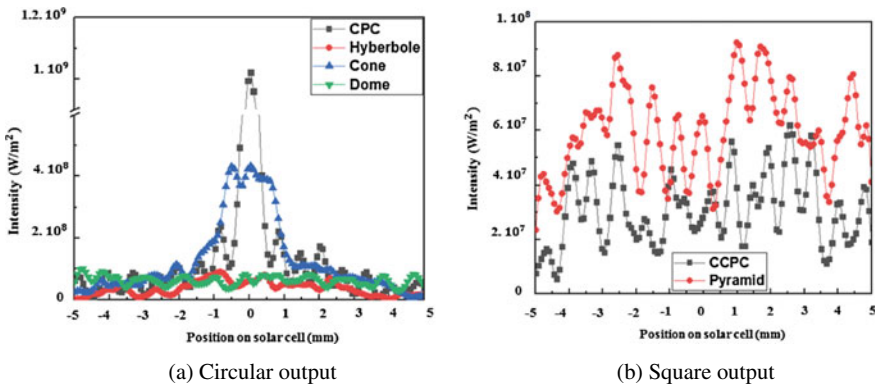 1.2. 10⁹
1. 10⁹
4. 10⁸
2. 10⁸
0
Intensity (W/m²)
CPC
Hyberbole
Cone
Dome
-5 -4 -3 -2 -1 0 1 2 3 4 5
Position on solar cell (mm)
(a) Circular output
1. 10⁸
8. 10⁷
6. 10⁷
4. 10⁷
2. 10⁷
0
Intensity (W/m²)
CCPC
Pyramid
-5 -4 -3 -2 -1 0 1 2 3 4 5
Position on solar cell (mm)
(b) Square output